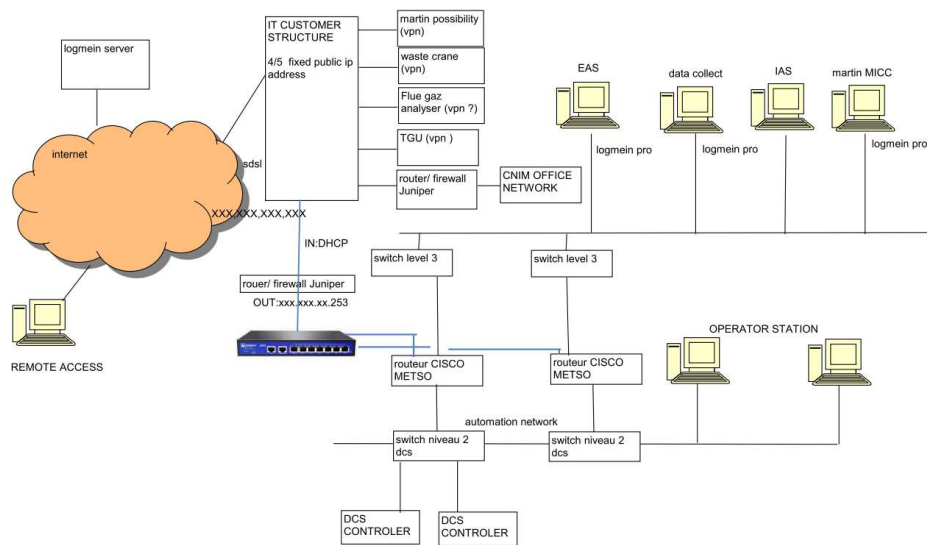 logmein server
internet
sdsl
XXX,XXX,XXX,XXX
REMOTE ACCESS
IT CUSTOMER
STRUCTURE
4/5 fixed public ip
address
martin possibility
(vpn)
waste crane
(vpn)
Flue gaz
analyser (vpn ?)
TGU (vpn )
router/ firewall
Juniper
CNIM OFFICE
NETWORK
IN:DHCP
rouer/ firewall Juniper
OUT:xxx.xxx.xx.253
EAS
data collect
IAS
martin MICC
logmein pro
logmein pro
logmein pro
switch level 3
switch level 3
routeur CISCO
METSO
routeur CISCO
METSO
OPERATOR STATION
automation network
switch niveau 2
dcs
switch niveau 2
dcs
DCS
CONTROLER
DCS
CONTROLER